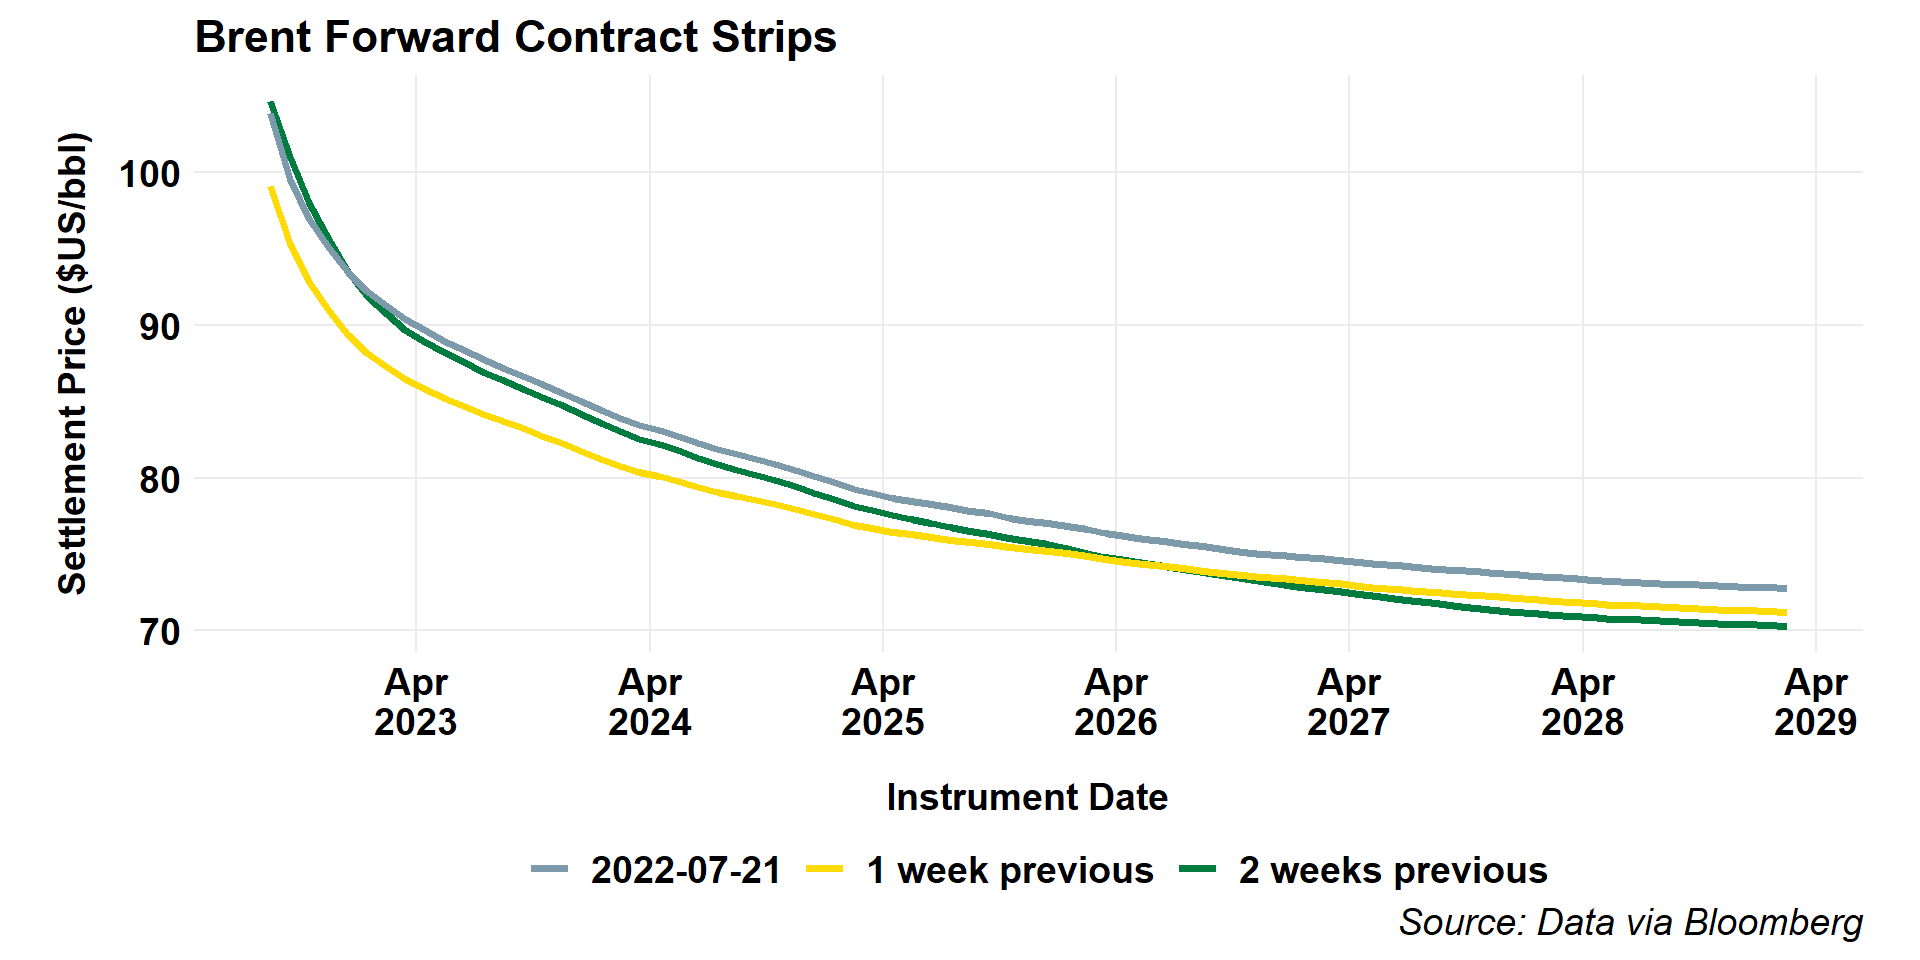 Brent Forward Contract Strips
Settlement Price ($US/bbl)
100
90
80
70
Apr 2023
Apr 2024
Apr 2025
Apr 2026
Apr 2027
Apr 2028
Apr 2029
Instrument Date
2022-07-21 1 week previous 2 weeks previous
Source: Data via Bloomberg